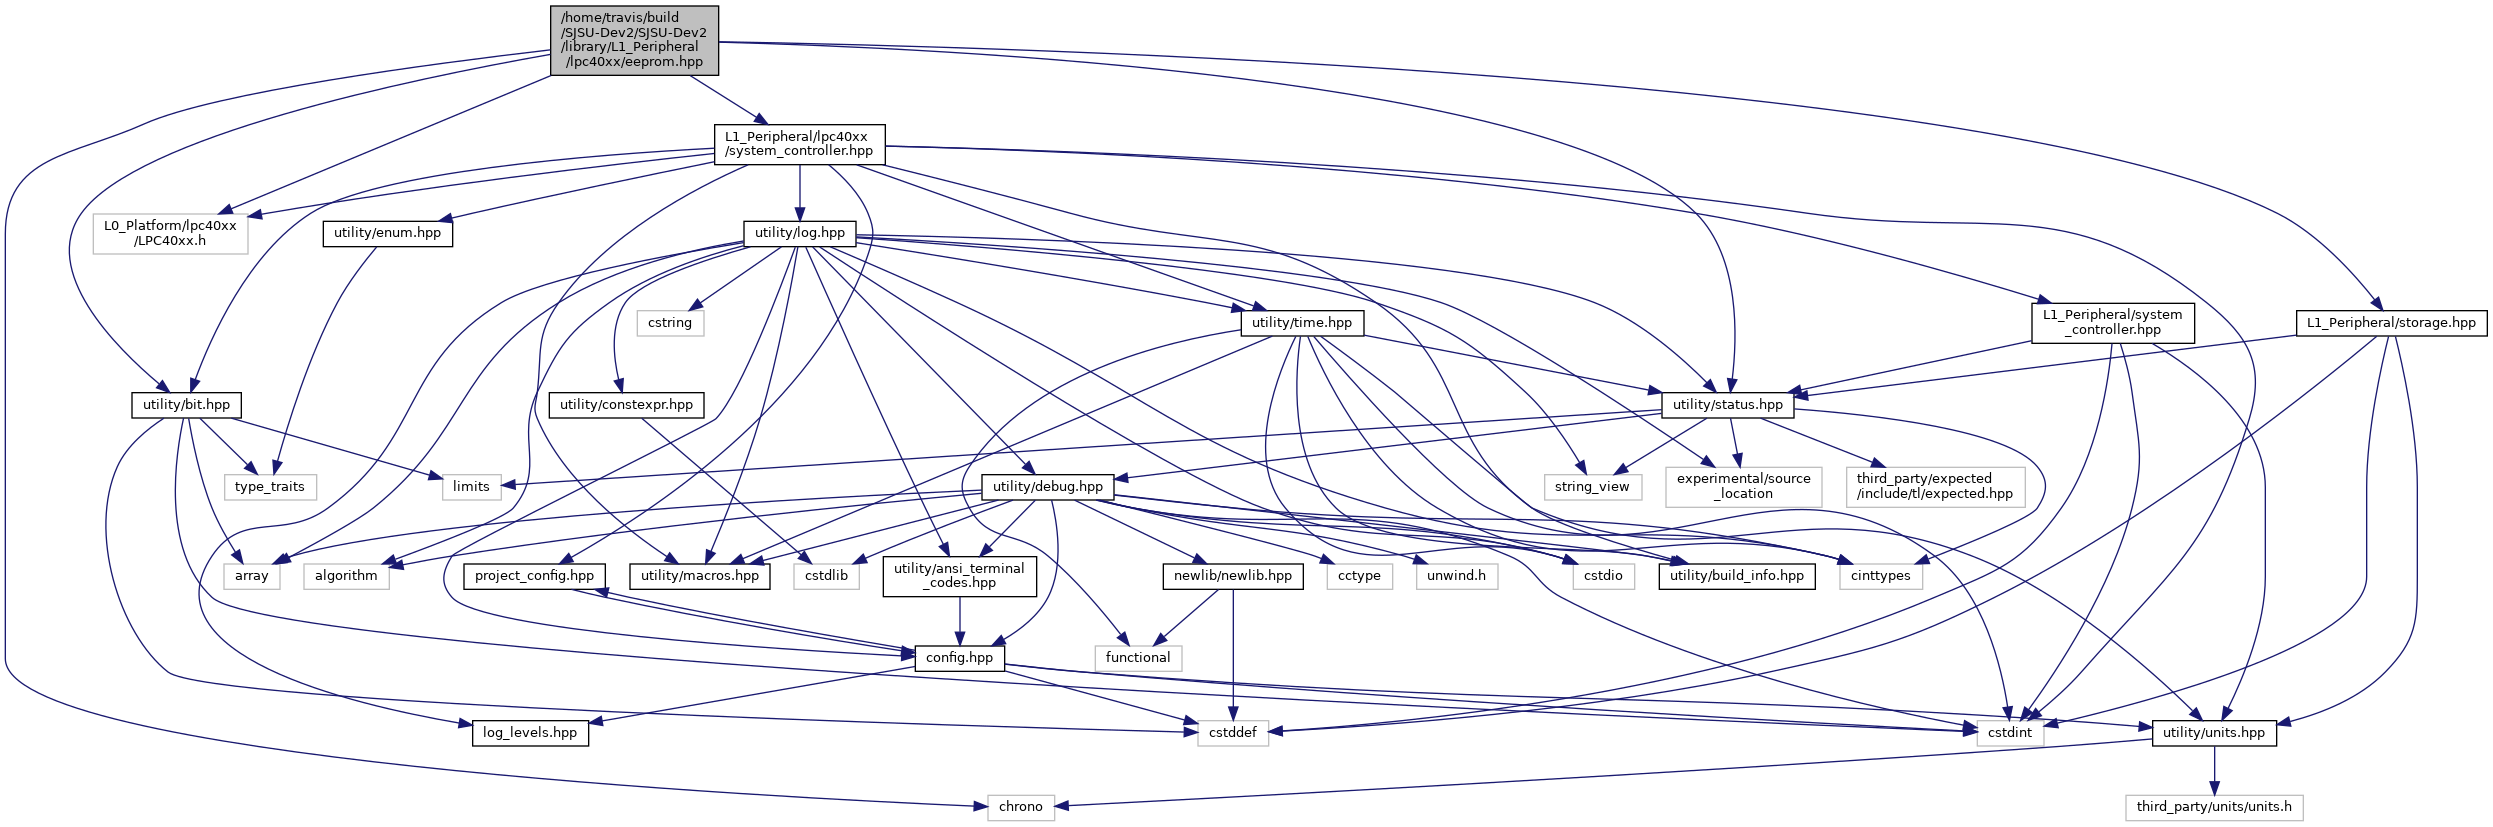 /home/travis/build
/SJSU-Dev2/SJSU-Dev2
/library/L1_Peripheral
/lpc40xx/eeprom.hpp
L1_Peripheral/lpc40xx
/system_controller.hpp
L0_Platform/lpc40xx
/LPC40xx.h
utility/enum.hpp
utility/log.hpp
cstring
utility/time.hpp
L1_Peripheral/system
_controller.hpp
L1_Peripheral/storage.hpp
utility/bit.hpp
utility/constexpr.hpp
utility/status.hpp
type_traits
limits
utility/debug.hpp
string_view
experimental/source
_location
third_party/expected
/include/tl/expected.hpp
array
algorithm
project_config.hpp
utility/macros.hpp
cstdlib
utility/ansi_terminal
_codes.hpp
newlib/newlib.hpp
cctype
unwind.h
cstdio
utility/build_info.hpp
cinttypes
config.hpp
functional
log_levels.hpp
cstddef
cstdint
utility/units.hpp
chrono
third_party/units/units.h